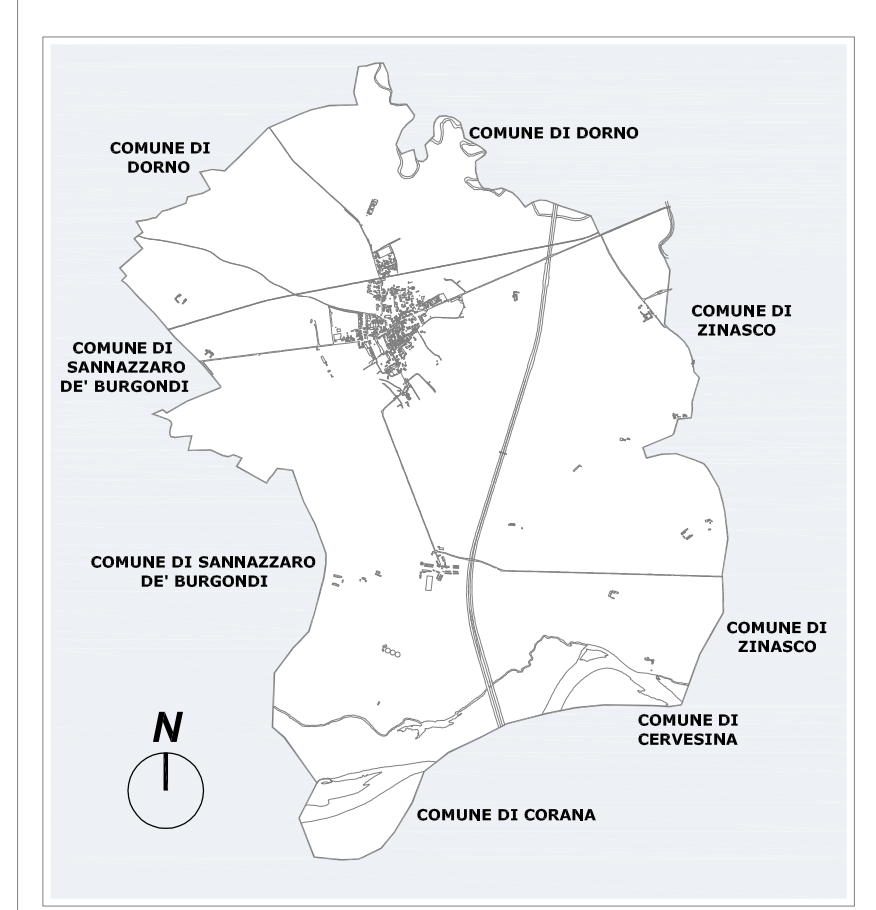 COMUNE DI DORNO
COMUNE DI
DORNO
COMUNE DI
ZINASCO
COMUNE DI
SANNAZZARO
DE' BURGONDI
COMUNE DI SANNAZZARO
DE' BURGONDI
COMUNE DI
ZINASCO
N
COMUNE DI
CERVESINA
COMUNE DI CORANA